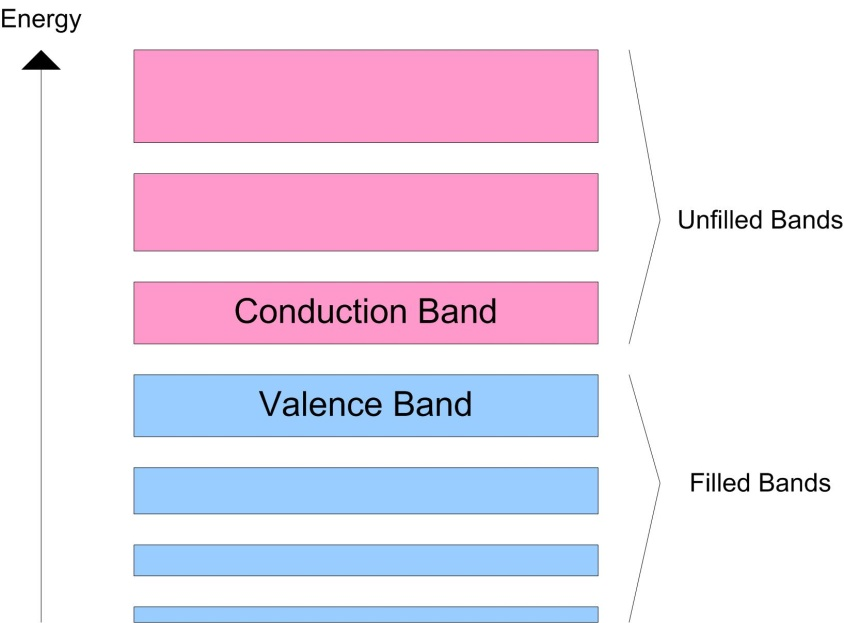 Energy
Unfilled Bands
Conduction Band
Valence Band
Filled Bands